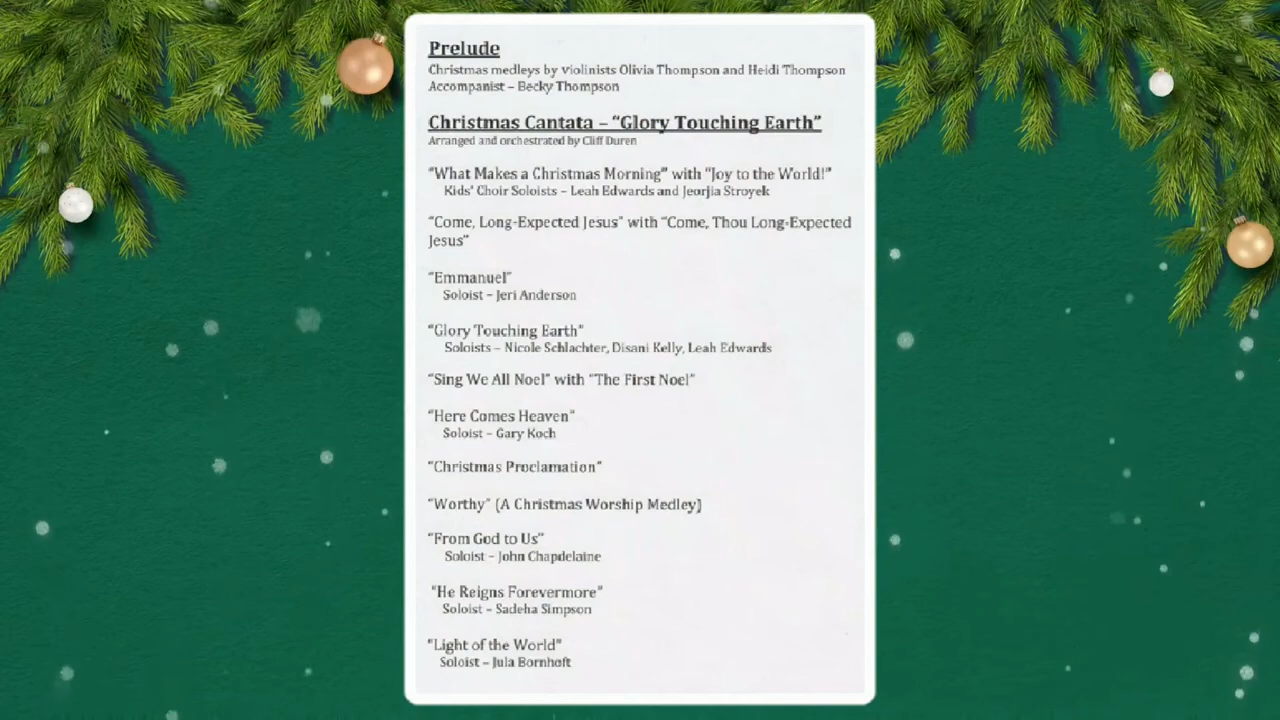 Prelude
Christmas medleys by violinists Olivia Thompson and Heidi Thompson
Accompanist – Becky Thompson
Christmas Cantata – “Glory Touching Earth”
Arranged and orchestrated by Cliff Duren
“What Makes a Christmas Morning” with “Joy to the World!”
Kids’ Choir Soloists – Leah Edwards and Jeorjia Stroyek
“Come, Long-Expected Jesus” with “Come, Thou Long-Expected
Jesus”
“Emmanuel”
Soloist – Jeri Anderson
“Glory Touching Earth”
Soloists – Nicole Schlachter, Disani Kelly, Leah Edwards
“Sing We All Noel” with “The First Noel”
“Here Comes Heaven”
Soloist – Gary Koch
“Christmas Proclamation”
“Worthy” (A Christmas Worship Medley)
“From God to Us”
Soloist – John Chapdelaine
“He Reigns Forevermore”
Soloist – Sadeha Simpson
“Light of the World”
Soloist – Jula Bornhoft